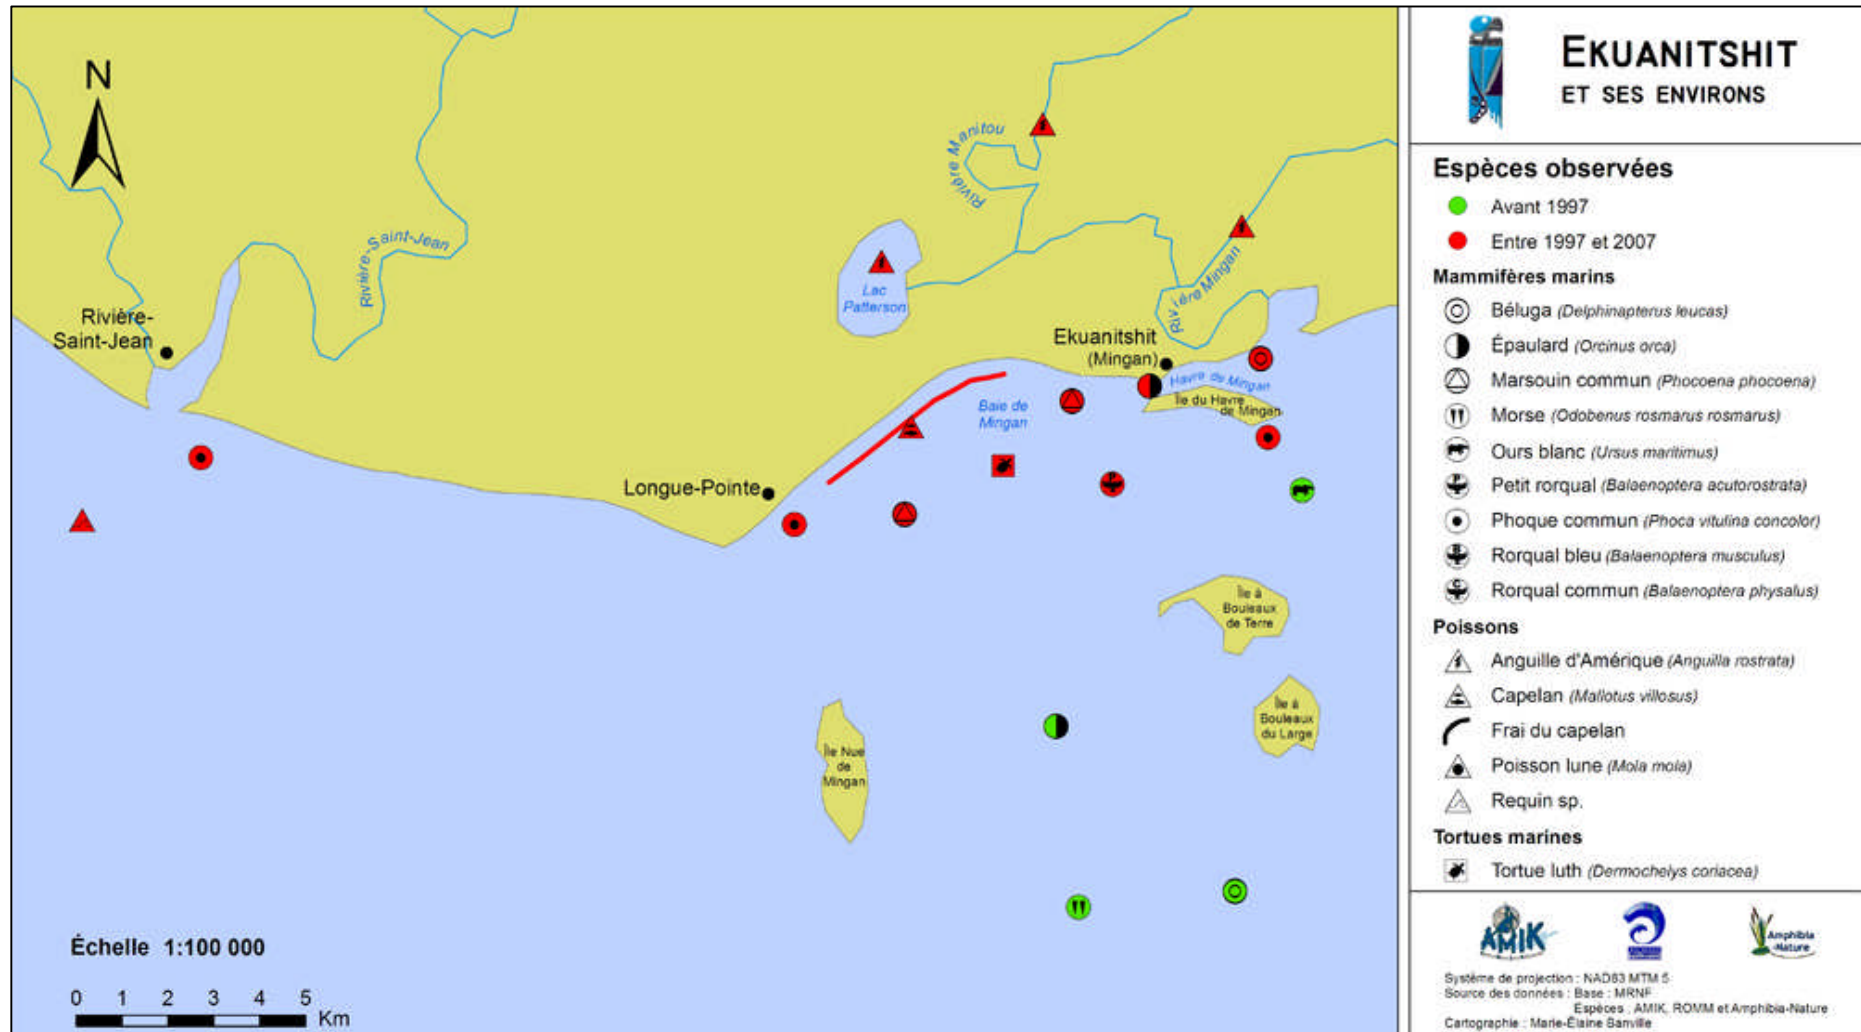 N
Rivière Manitou
Rivière-Saint-Jean
Rivière Mingan
Lac
Patterson
Rivière-
Saint-Jean
Ekuanitshit
(Mingan)
Havre de Mingan
Île du Havre
de Mingan
Baie de
Mingan
Longue-Pointe
Île à
Bouleaux
de Terre
Île à
Bouleaux
du Large
Île Nue
de
Mingan
Échelle 1:100 000
0 1 2 3 4 5
Km
EKUANITSHIT
ET SES ENVIRONS
Espèces observées
Avant 1997
Entre 1997 et 2007
Mammifères marins
Béluga (Delphinapterus leucas)
Épaulard (Orcinus orca)
Marsouin commun (Phocoena phocoena)
Morse (Odobenus rosmarus rosmarus)
Ours blanc (Ursus maritimus)
Petit rorqual (Balaenoptera acutorostrata)
Phoque commun (Phoca vitulina concolor)
Rorqual bleu (Balaenoptera musculus)
Rorqual commun (Balaenoptera physalus)
Poissons
Anguille d'Amérique (Anguilla rostrata)
Capelan (Mallotus villosus)
Frai du capelan
Poisson lune (Mola mola)
Requin sp.
Tortues marines
Tortue luth (Dermochelys coriacea)
AMIK
Amphibia
-Nature
Système de projection : NAD83 MTM 5
Source des données : Base : MRNF
Espèces : AMIK, ROMM et Amphibia-Nature
Cartographie : Marie-Élaine Banville